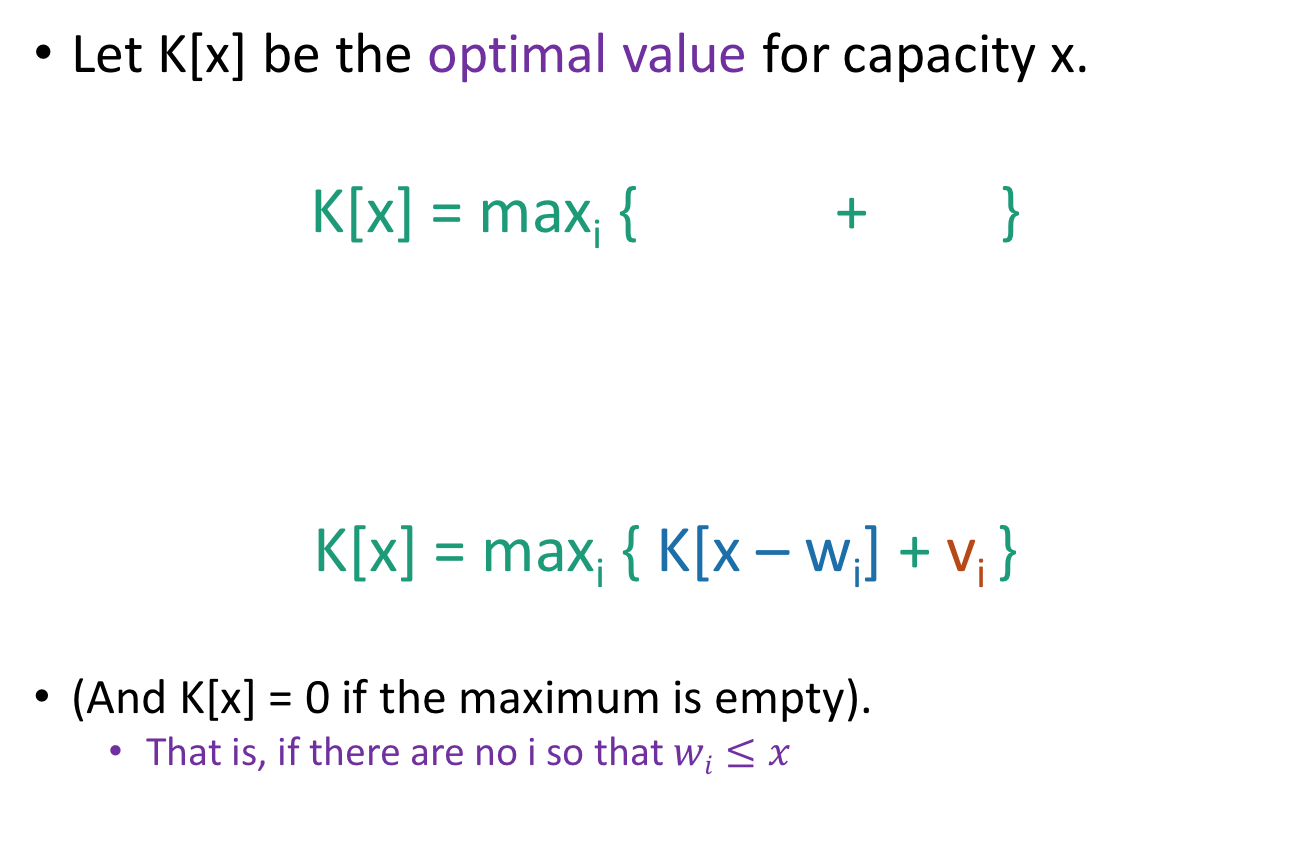 • Let K[x] be the optimal value for capacity x.
K[x] = maxᵢ { + }
K[x] = maxᵢ { K[x – wᵢ] + vᵢ }
• (And K[x] = 0 if the maximum is empty).
• That is, if there are no i so that wᵢ ≤ x